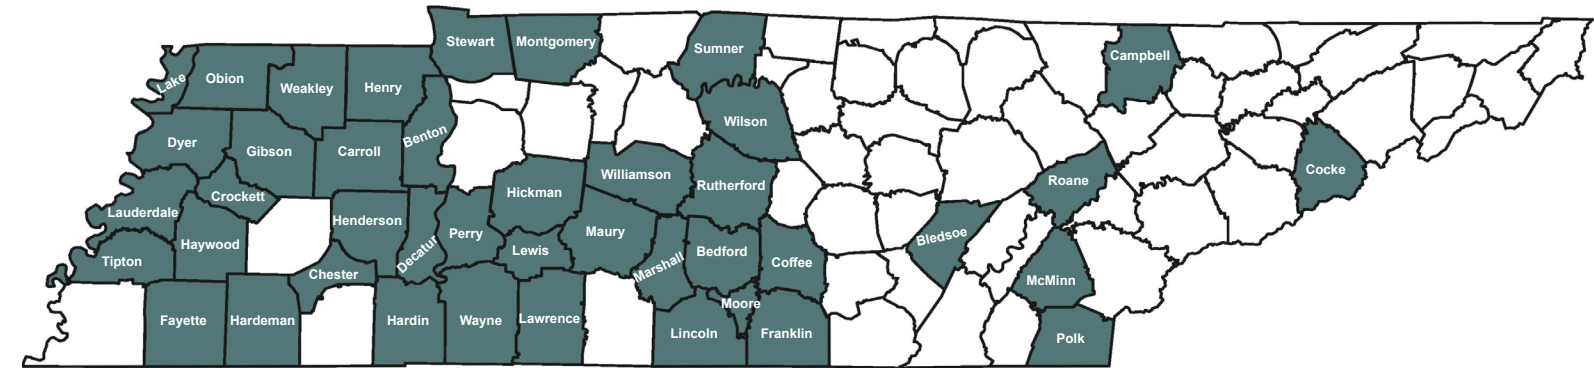 Stewart
Montgomery
Sumner
Campbell
Lake
Obion
Weakley
Henry
Wilson
Benton
Dyer
Gibson
Carroll
Cocke
Williamson
Rutherford
Roane
Hickman
Crockett
Lauderdale
Henderson
Haywood
Perry
Maury
Bledsoe
Lewis
Bedford
Decatur
Tipton
Marshall
Coffee
Chester
McMinn
Moore
Fayette
Hardeman
Hardin
Wayne
Lawrence
Lincoln
Franklin
Polk